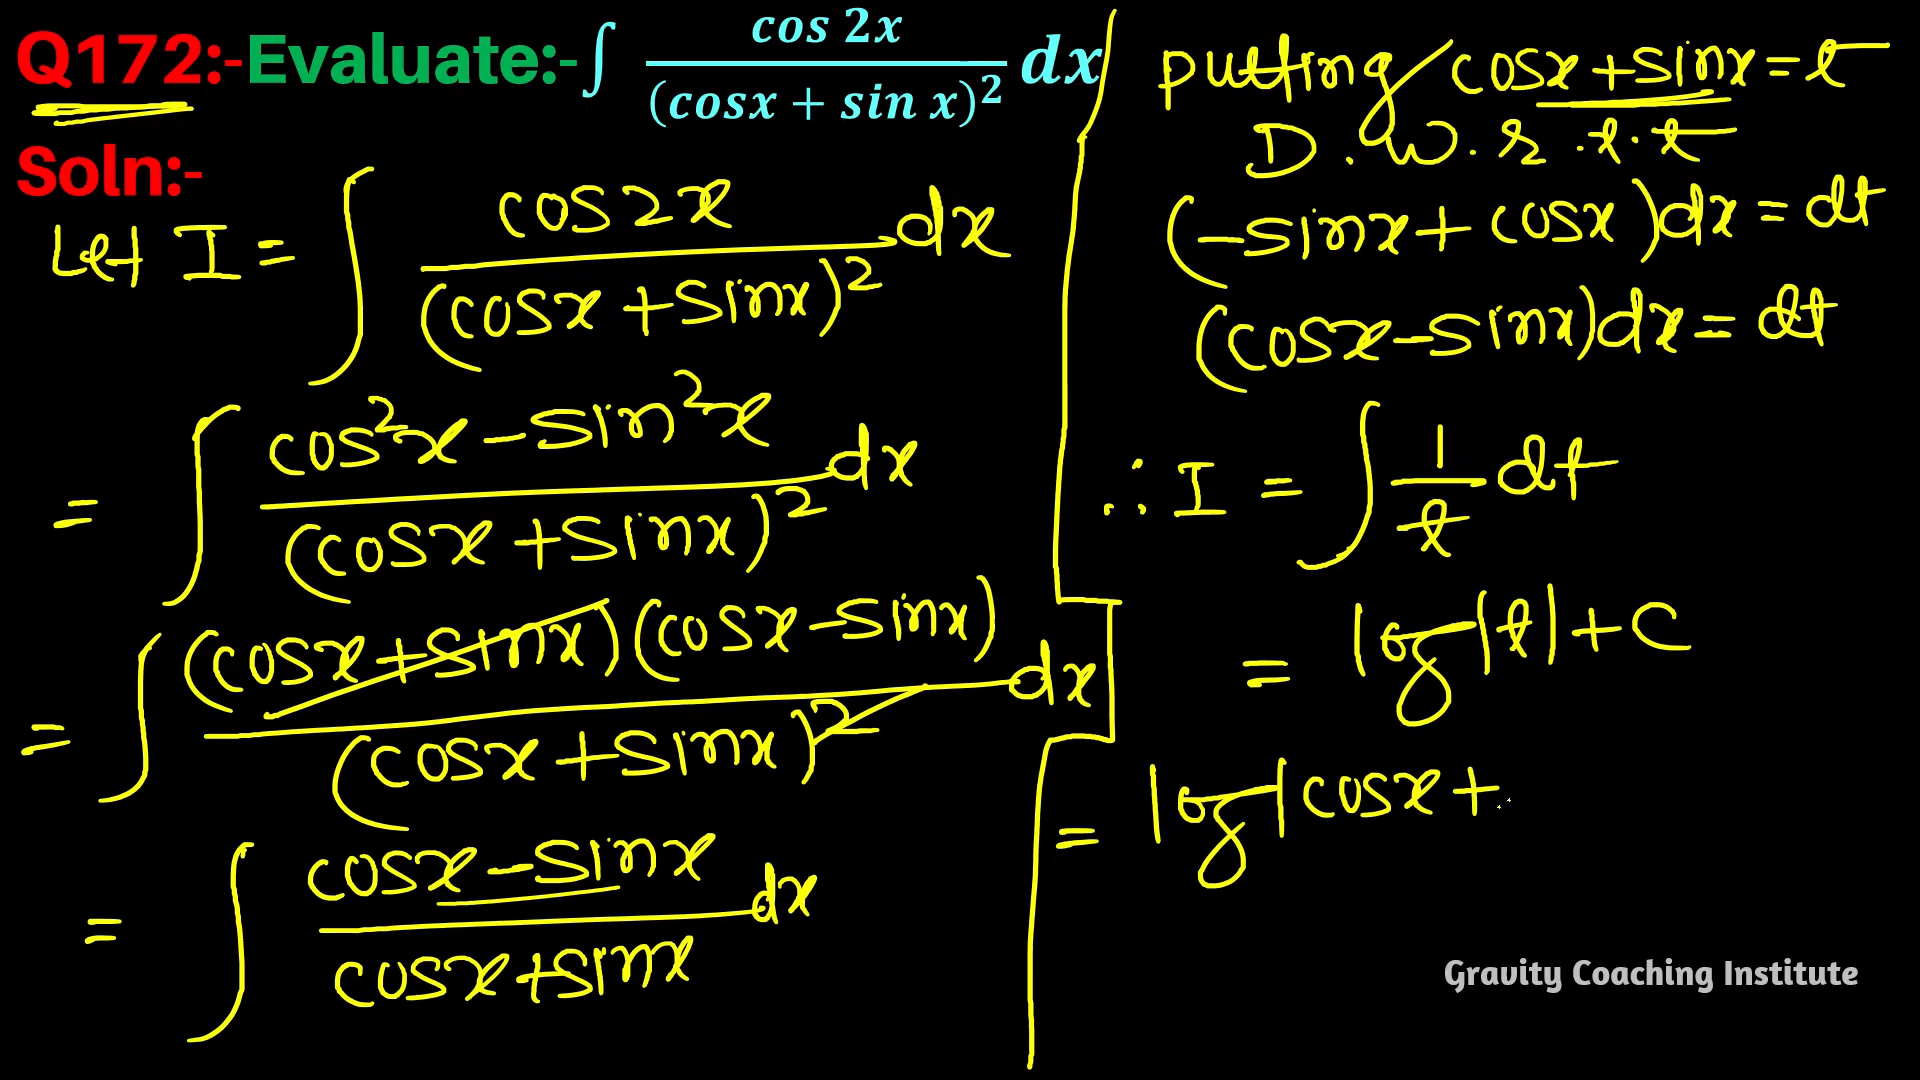 Q172:-Evaluate:- ∫ cos 2x / (cosx + sin x)² dx
Soln:-
Let I = ∫ cos2x / (cosx + sinx)² dx
= ∫ cos²x - sin²x / (cosx + sinx)² dx
= ∫ (cosx + sinx)(cosx - sinx) / (cosx + sinx)² dx
= ∫ cosx - sinx / cosx + sinx dx
putting cosx + sinx = t
D.w.r.t.t
(-sinx + cosx)dx = dt
(cosx - sinx)dx = dt
∴ I = ∫ 1/t dt
= log|t| + C
= log|cosx +
Gravity Coaching Institute